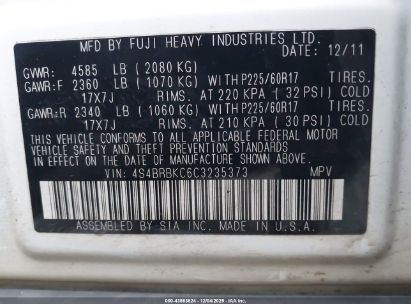 MFD. BY FUJI HEAVY INDUSTRIES LTD.
DATE: 12/11
GVWR: 4585 LB (2080 KG)
GAWR:F 2360 LB (1070 KG) WITH P225/60R17 TIRES.
17X7J RIMS. AT 220 KPA (32 PSI) COLD
GAWR:R 2340 LB (1060 KG) WITH P225/60R17 TIRES.
17X7J RIMS. AT 210 KPA (30 PSI) COLD
THIS VEHICLE CONFORMS TO ALL APPLICABLE FEDERAL MOTOR
VEHICLE SAFETY AND THEFT PREVENTION STANDARDS IN
EFFECT ON THE DATE OF MANUFACTURE SHOWN ABOVE.
VIN: 4S4BRBKC6C3235373 MPV
ASSEMBLED BY SIA INC. IN U.S.A.